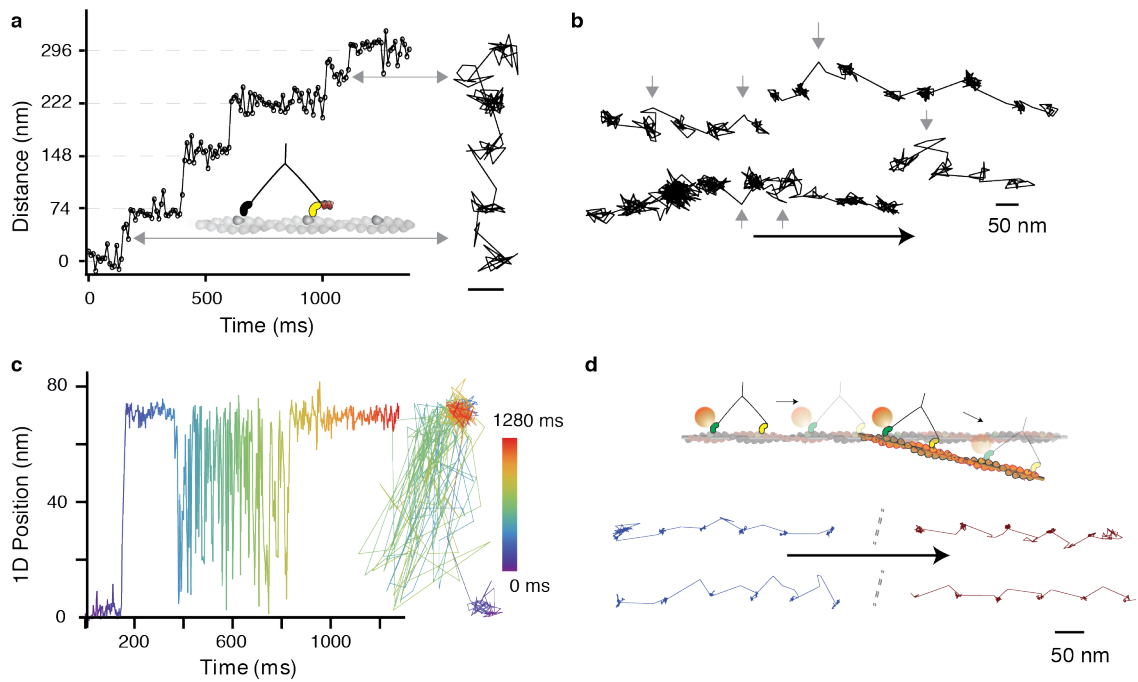 a
Distance (nm)
296
222
148
74
0
0
500
1000
Time (ms)
b
50 nm
c
1D Position (nm)
80
40
0
200
600
1000
Time (ms)
1280 ms
0 ms
d
50 nm